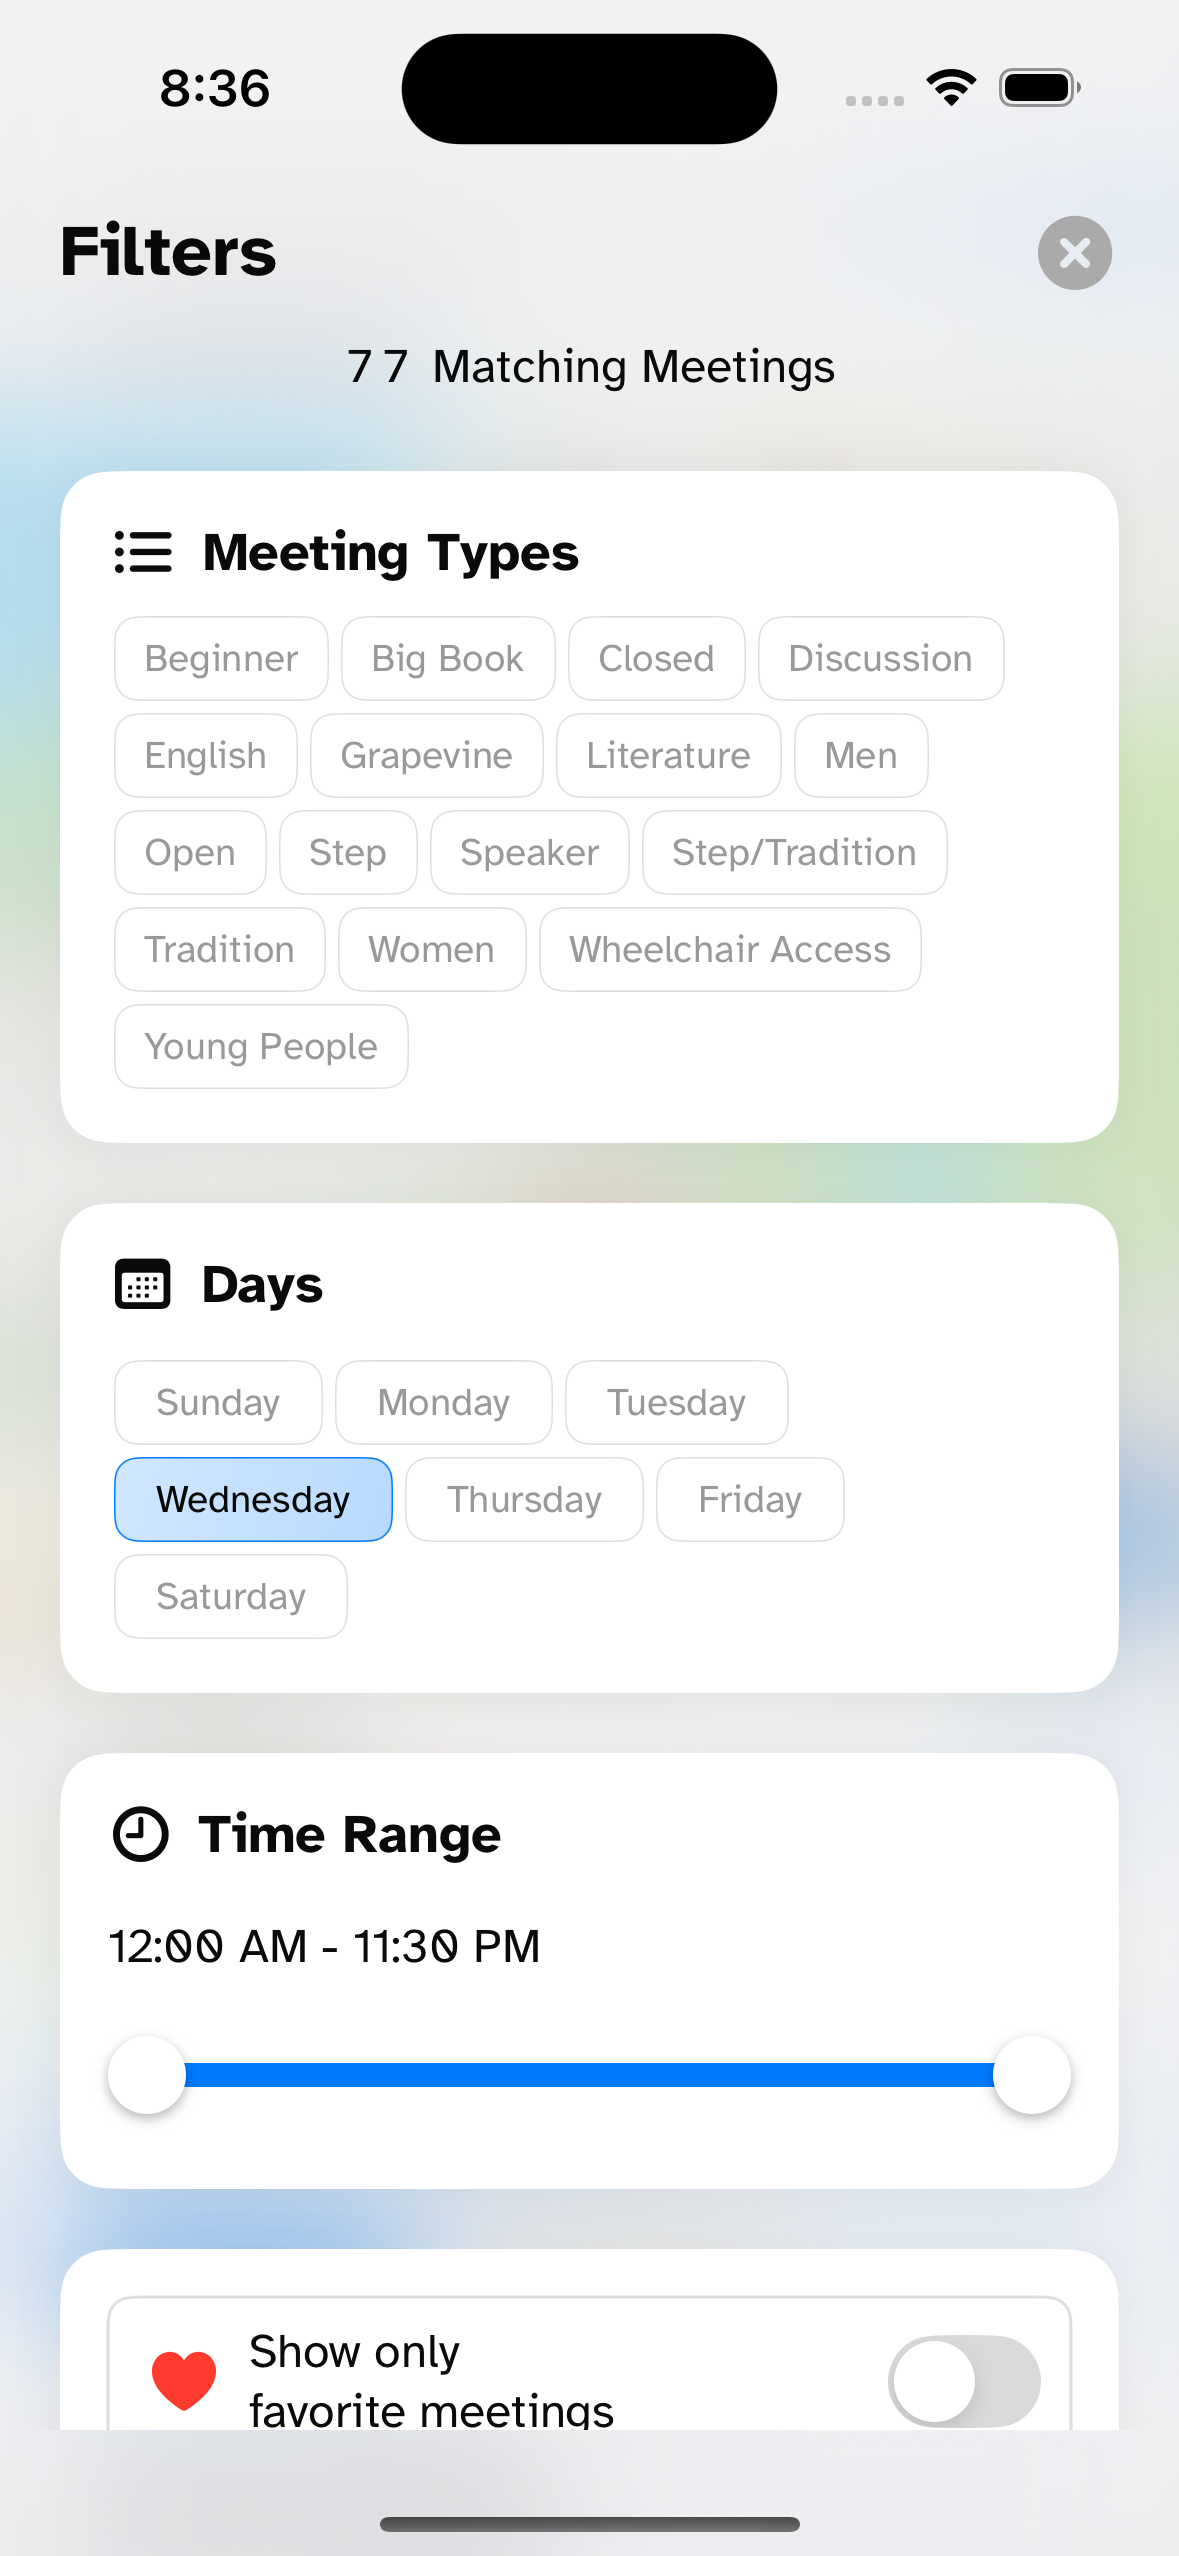 8:36
Filters
77 Matching Meetings
Meeting Types
Beginner Big Book Closed Discussion
English Grapevine Literature Men
Open Step Speaker Step/Tradition
Tradition Women Wheelchair Access
Young People
Days
Sunday Monday Tuesday
Wednesday Thursday Friday
Saturday
Time Range
12:00 AM - 11:30 PM
Show only
favorite meetings